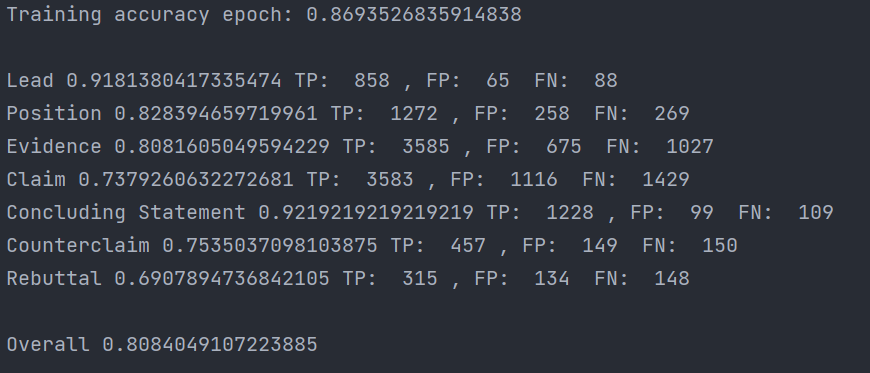 Training accuracy epoch: 0.8693526835914838
Lead 0.9181380417335474 TP:  858 , FP:  65  FN:  88
Position 0.828394659719961 TP:  1272 , FP:  258  FN:  269
Evidence 0.8081605049594229 TP:  3585 , FP:  675  FN:  1027
Claim 0.7379260632272681 TP:  3583 , FP:  1116  FN:  1429
Concluding Statement 0.9219219219219219 TP:  1228 , FP:  99  FN:  109
Counterclaim 0.7535037098103875 TP:  457 , FP:  149  FN:  150
Rebuttal 0.6907894736842105 TP:  315 , FP:  134  FN:  148
Overall 0.8084049107223885